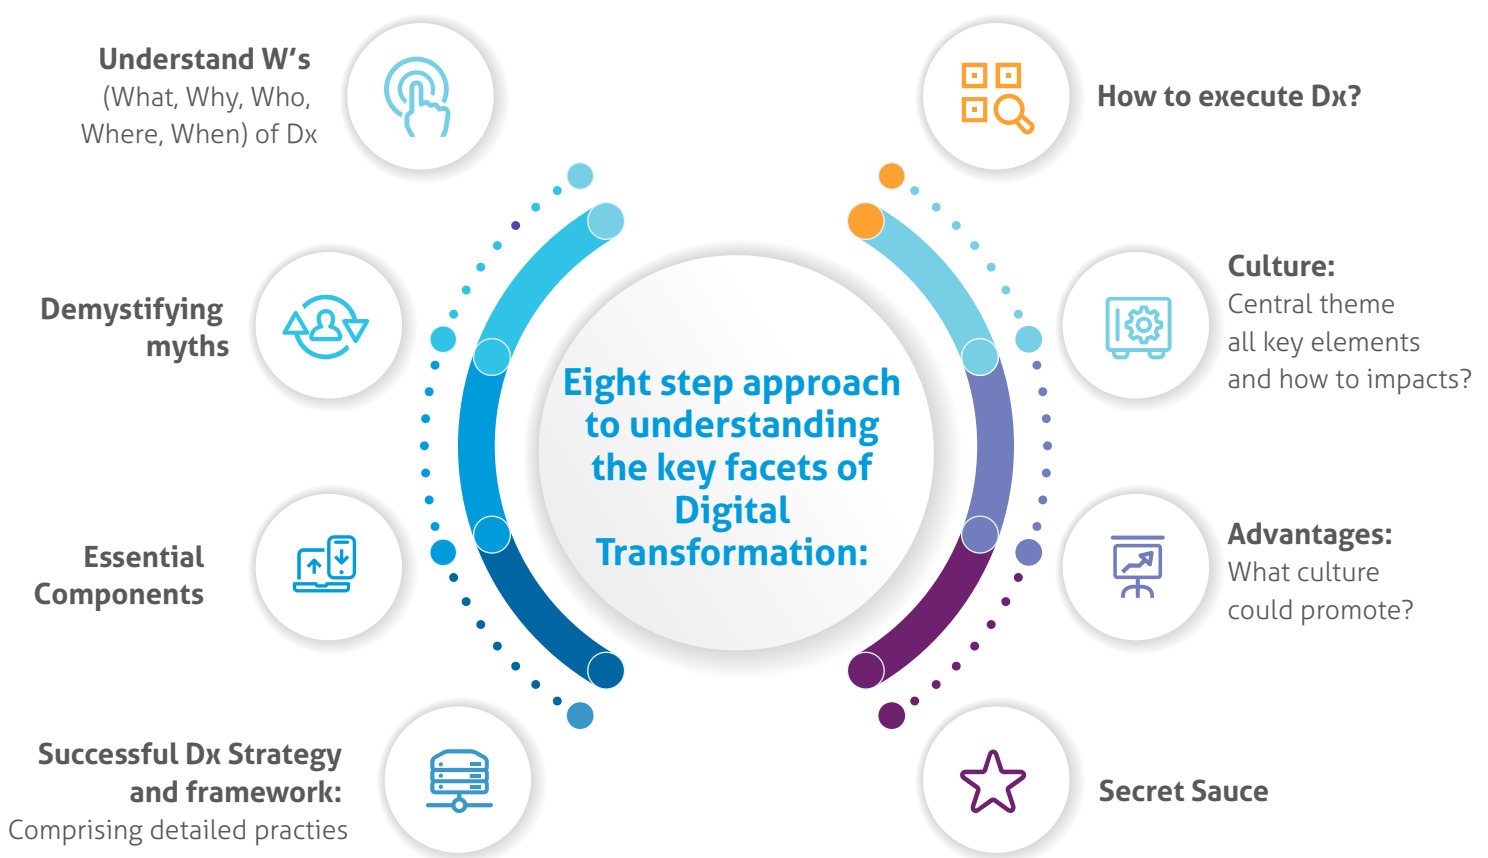 Understand W's
(What, Why, Who,
Where, When) of Dx
Demystifying
myths
Essential
Components
Successful Dx Strategy
and framework:
Comprising detailed practies
Eight step approach
to understanding
the key facets of
Digital
Transformation:
How to execute Dx?
Culture:
Central theme
all key elements
and how to impacts?
Advantages:
What culture
could promote?
Secret Sauce